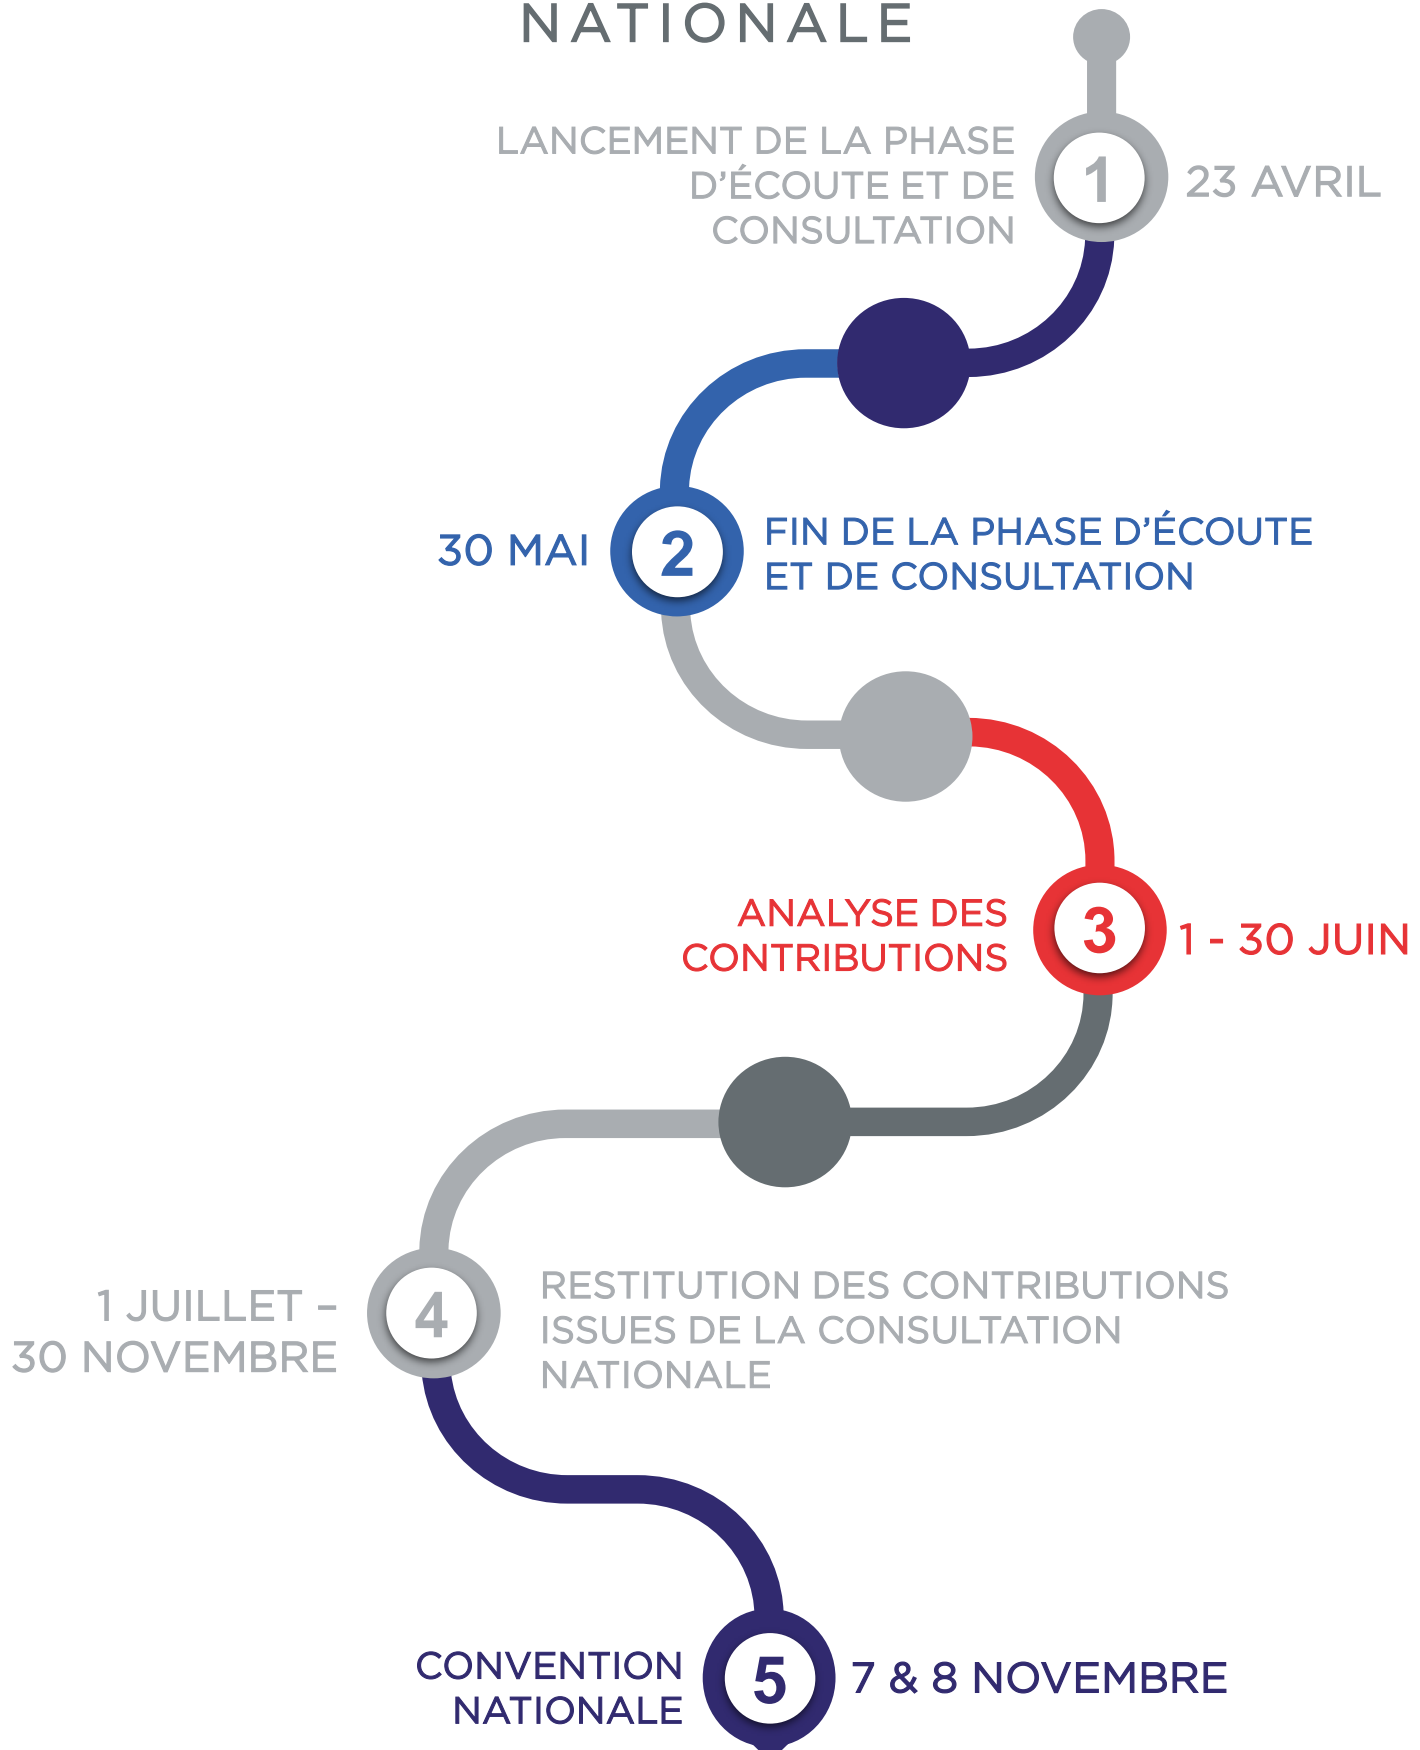 NATIONALE
LANCEMENT DE LA PHASE
D'ÉCOUTE ET DE
CONSULTATION
1
23 AVRIL
30 MAI
2
FIN DE LA PHASE D'ÉCOUTE
ET DE CONSULTATION
ANALYSE DES
CONTRIBUTIONS
3
1 - 30 JUIN
1 JUILLET –
30 NOVEMBRE
4
RESTITUTION DES CONTRIBUTIONS
ISSUES DE LA CONSULTATION
NATIONALE
CONVENTION
NATIONALE
5
7 & 8 NOVEMBRE